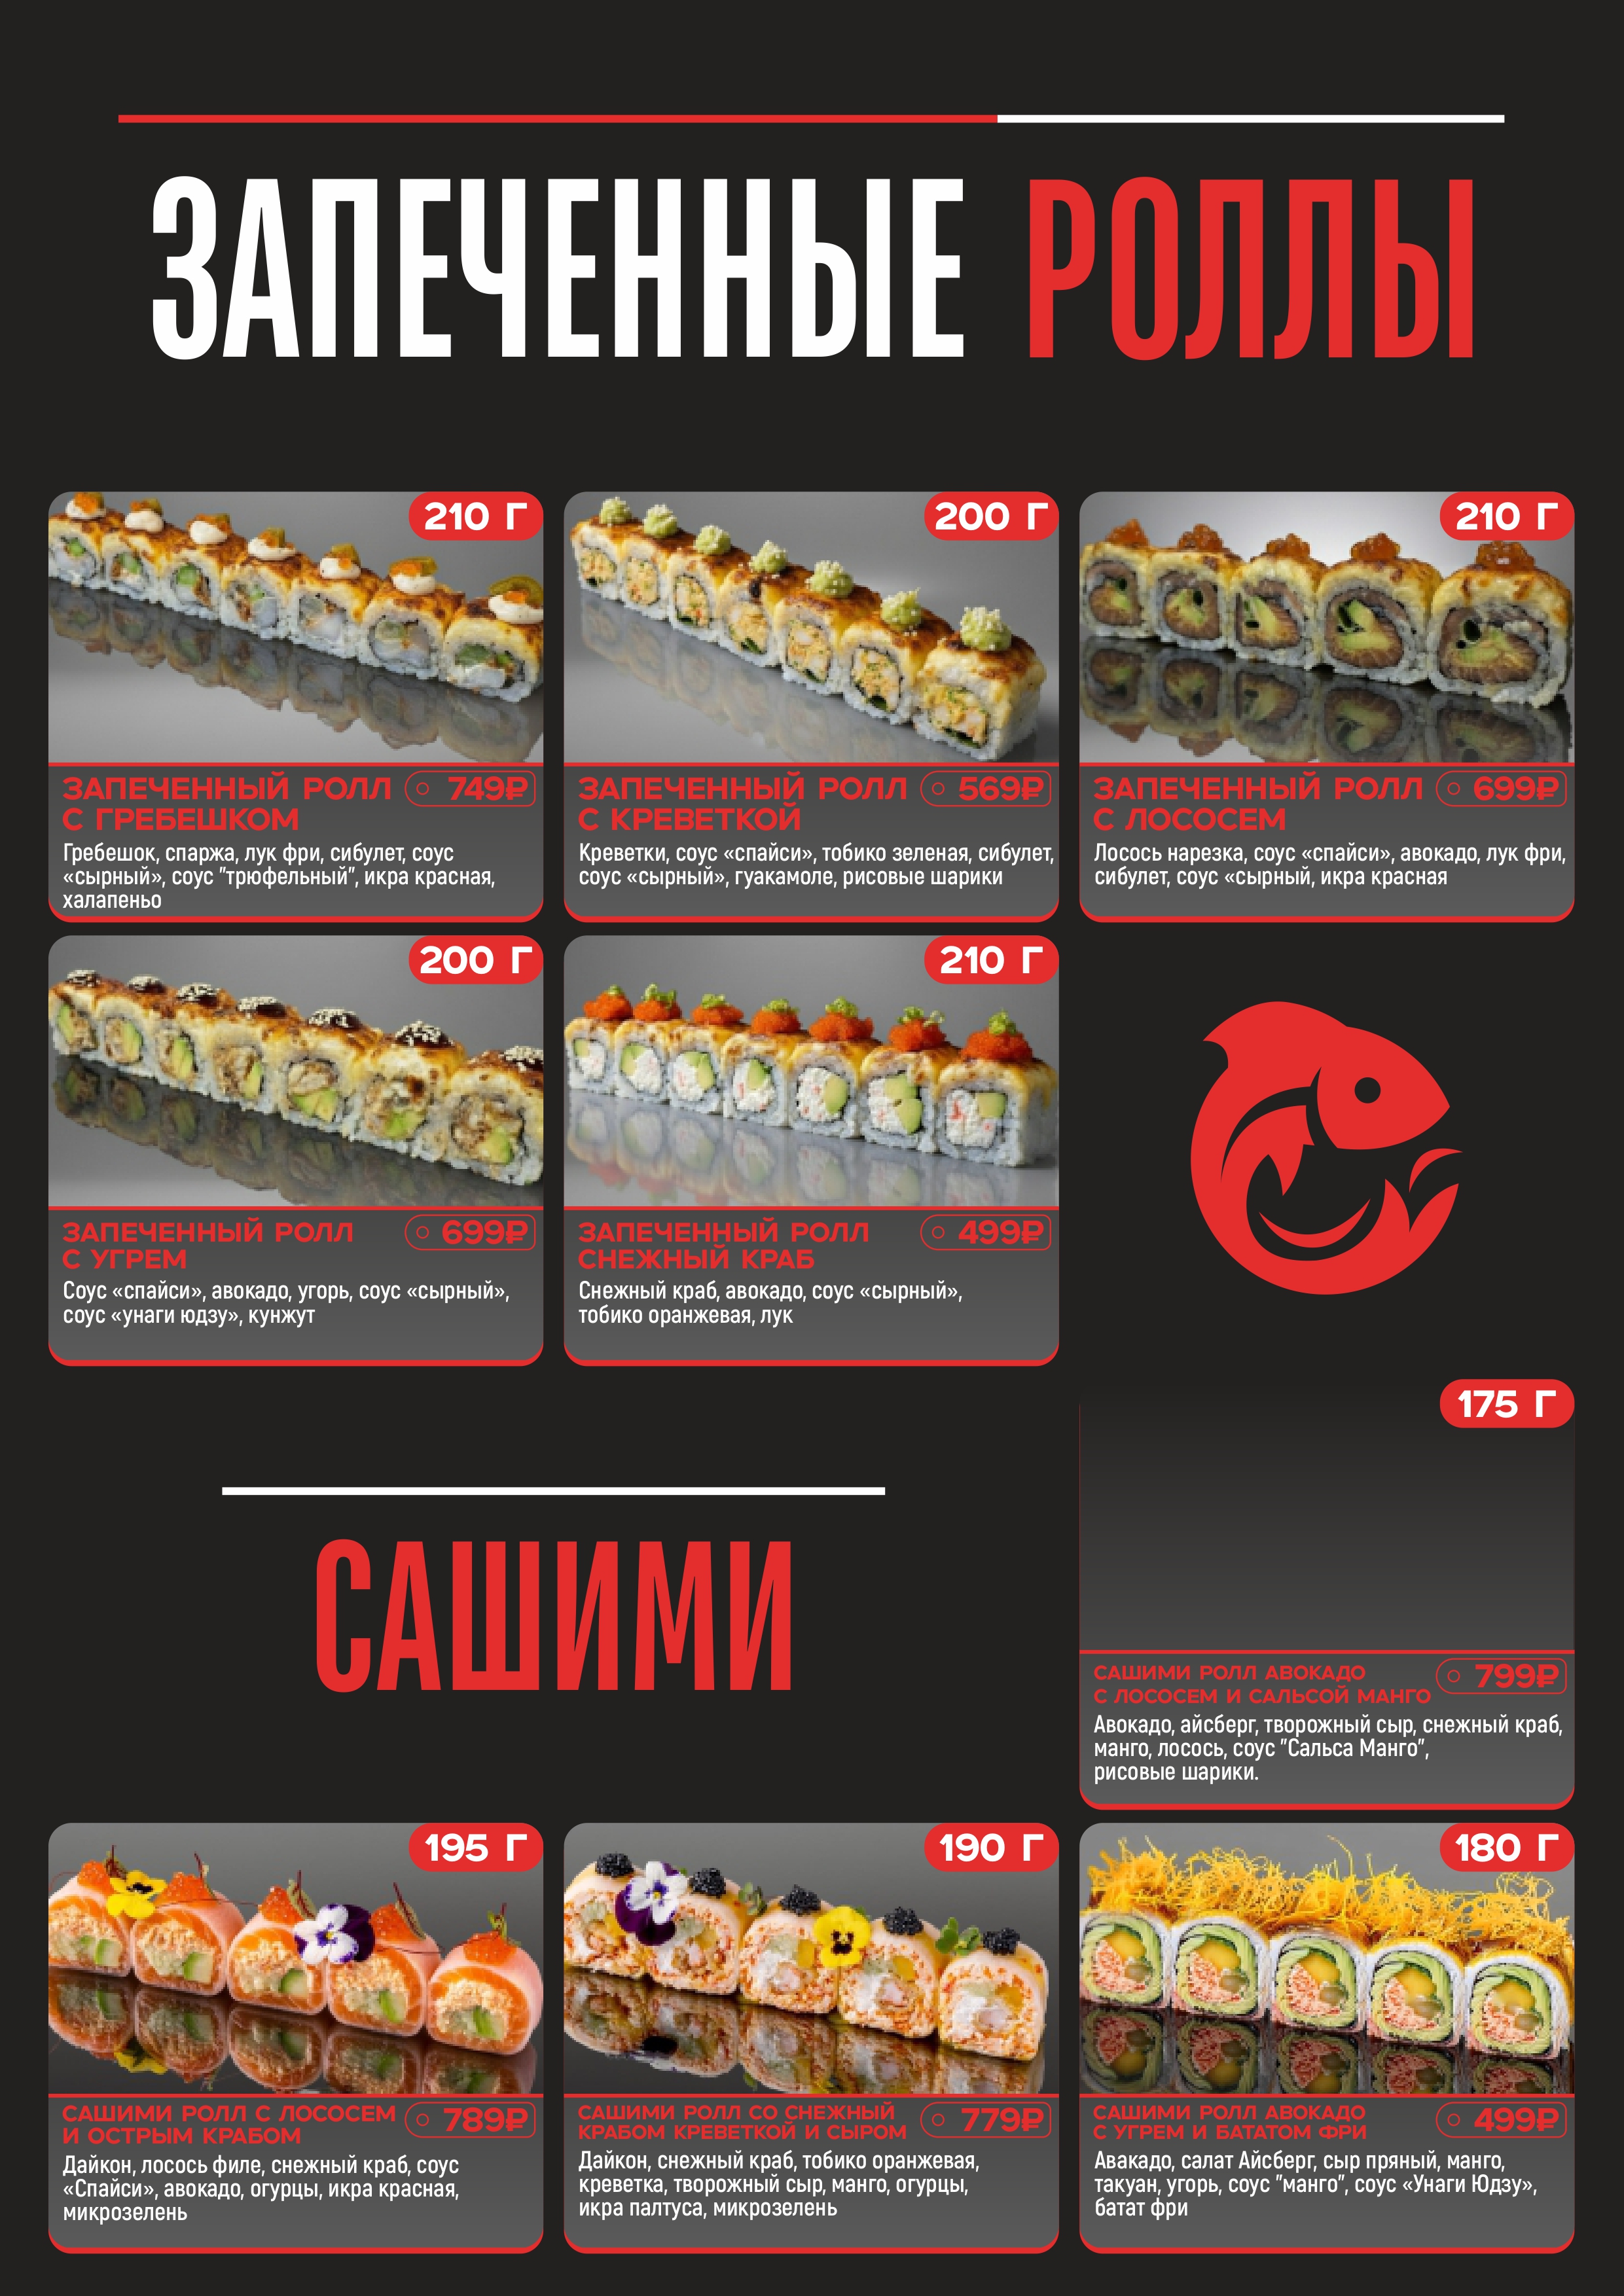 ЗАПЕЧЕННЫЕ РОЛЛЫ
210 Г
ЗАПЕЧЕННЫЙ РОЛЛ
С ГРЕБЕШКОМ
749₽
Гребешок, спаржа, лук фри, сибулет, соус
«сырный», соус "трюфельный", икра красная,
халапеньо
200 Г
ЗАПЕЧЕННЫЙ РОЛЛ
С КРЕВЕТКОЙ
569₽
Креветки, соус «спайси», тобико зеленая, сибулет,
соус «сырный», гуакамоле, рисовые шарики
210 Г
ЗАПЕЧЕННЫЙ РОЛЛ
С ЛОСОСЕМ
699₽
Лосось нарезка, соус «спайси», авокадо, лук фри,
сибулет, соус «сырный, икра красная
200 Г
ЗАПЕЧЕННЫЙ РОЛЛ
С УГРЕМ
699₽
Соус «спайси», авокадо, угорь, соус «сырный»,
соус «унаги юдзу», кунжут
210 Г
ЗАПЕЧЕННЫЙ РОЛЛ
СНЕЖНЫЙ КРАБ
499₽
Снежный краб, авокадо, соус «сырный»,
тобико оранжевая, лук
САШИМИ
175 Г
САШИМИ РОЛЛ АВОКАДО
С ЛОСОСЕМ И САЛЬСОЙ МАНГО
799₽
Авокадо, айсберг, творожный сыр, снежный краб,
манго, лосось, соус "Сальса Манго",
рисовые шарики.
195 Г
САШИМИ РОЛЛ С ЛОСОСЕМ
И ОСТРЫМ КРАБОМ
789₽
Дайкон, лосось филе, снежный краб, соус
«Спайси», авокадо, огурцы, икра красная,
микрозелень
190 Г
САШИМИ РОЛЛ СО СНЕЖНЫЙ
КРАБОМ КРЕВЕТКОЙ И СЫРОМ
779₽
Дайкон, снежный краб, тобико оранжевая,
креветка, творожный сыр, манго, огурцы,
икра палтуса, микрозелень
180 Г
САШИМИ РОЛЛ АВОКАДО
С УГРЕМ И БАТАТОМ ФРИ
499₽
Авакадо, салат Айсберг, сыр пряный, манго,
такуан, угорь, соус "манго", соус «Унаги Юдзу»,
батат фри